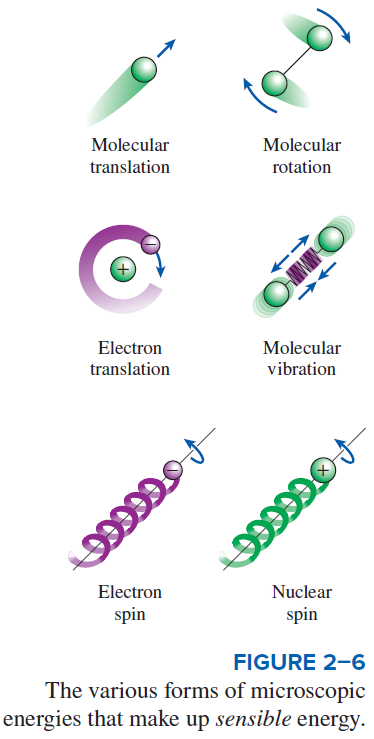 Molecular
translation
Molecular
rotation
−
+
Electron
translation
Molecular
vibration
−
+
Electron
spin
Nuclear
spin
FIGURE 2–6
The various forms of microscopic
energies that make up sensible energy.